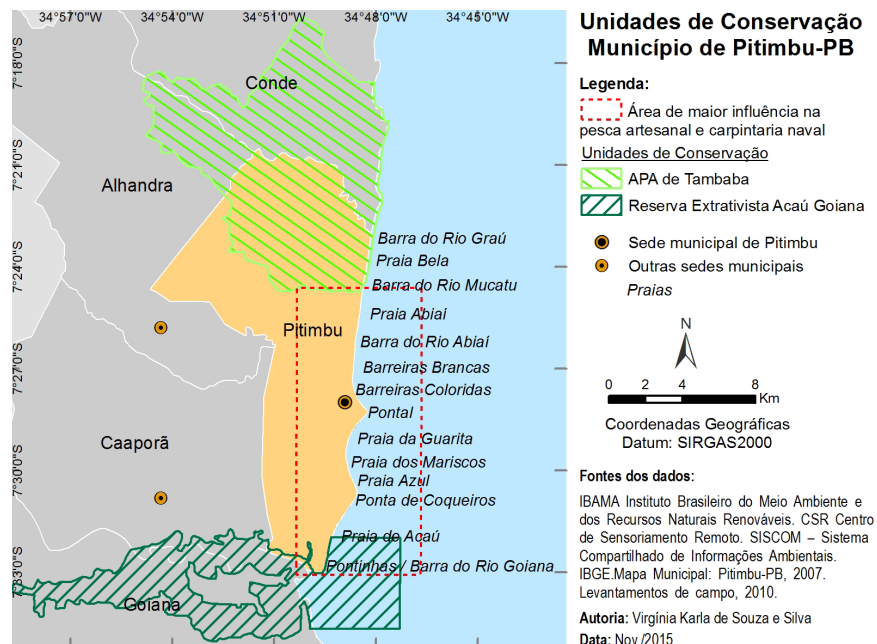 34°57'0"W 34°54'0"W 34°51'0"W 34°48'0"W 34°45'0"W
7°18'0"S
7°21'0"S
7°24'0"S
7°27'0"S
7°30'0"S
7°33'0"S
Conde
Alhandra
Pitimbu
Caaporã
Goiana
Barra do Rio Graú
Praia Bela
Barra do Rio Mucatu
Praia Abiaí
Barra do Rio Abiaí
Barreiras Brancas
Barreiras Coloridas
Pontal
Praia da Guarita
Praia dos Mariscos
Praia Azul
Ponta de Coqueiros
Praia de Acaú
Pontinhas / Barra do Rio Goiana
Unidades de Conservação
Município de Pitimbu-PB
Legenda:
Área de maior influência na
pesca artesanal e carpintaria naval
Unidades de Conservação
APA de Tambaba
Reserva Extrativista Acaú Goiana
Sede municipal de Pitimbu
Outras sedes municipais
Praias
N
0 2 4 8
Km
Coordenadas Geográficas
Datum: SIRGAS2000
Fontes dos dados:
IBAMA Instituto Brasileiro do Meio Ambiente e
dos Recursos Naturais Renováveis. CSR Centro
de Sensoriamento Remoto. SISCOM – Sistema
Compartilhado de Informações Ambientais.
IBGE.Mapa Municipal: Pitimbu-PB, 2007.
Levantamentos de campo, 2010.
Autoria: Virgínia Karla de Souza e Silva
Data: Nov./2015